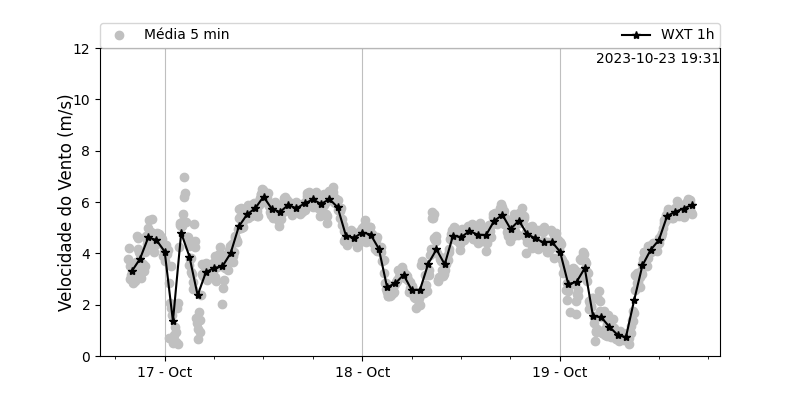 Média 5 min
WXT 1h
2023-10-23 19:31
Velocidade do Vento (m/s)
12
10
8
6
4
2
0
17 - Oct
18 - Oct
19 - Oct